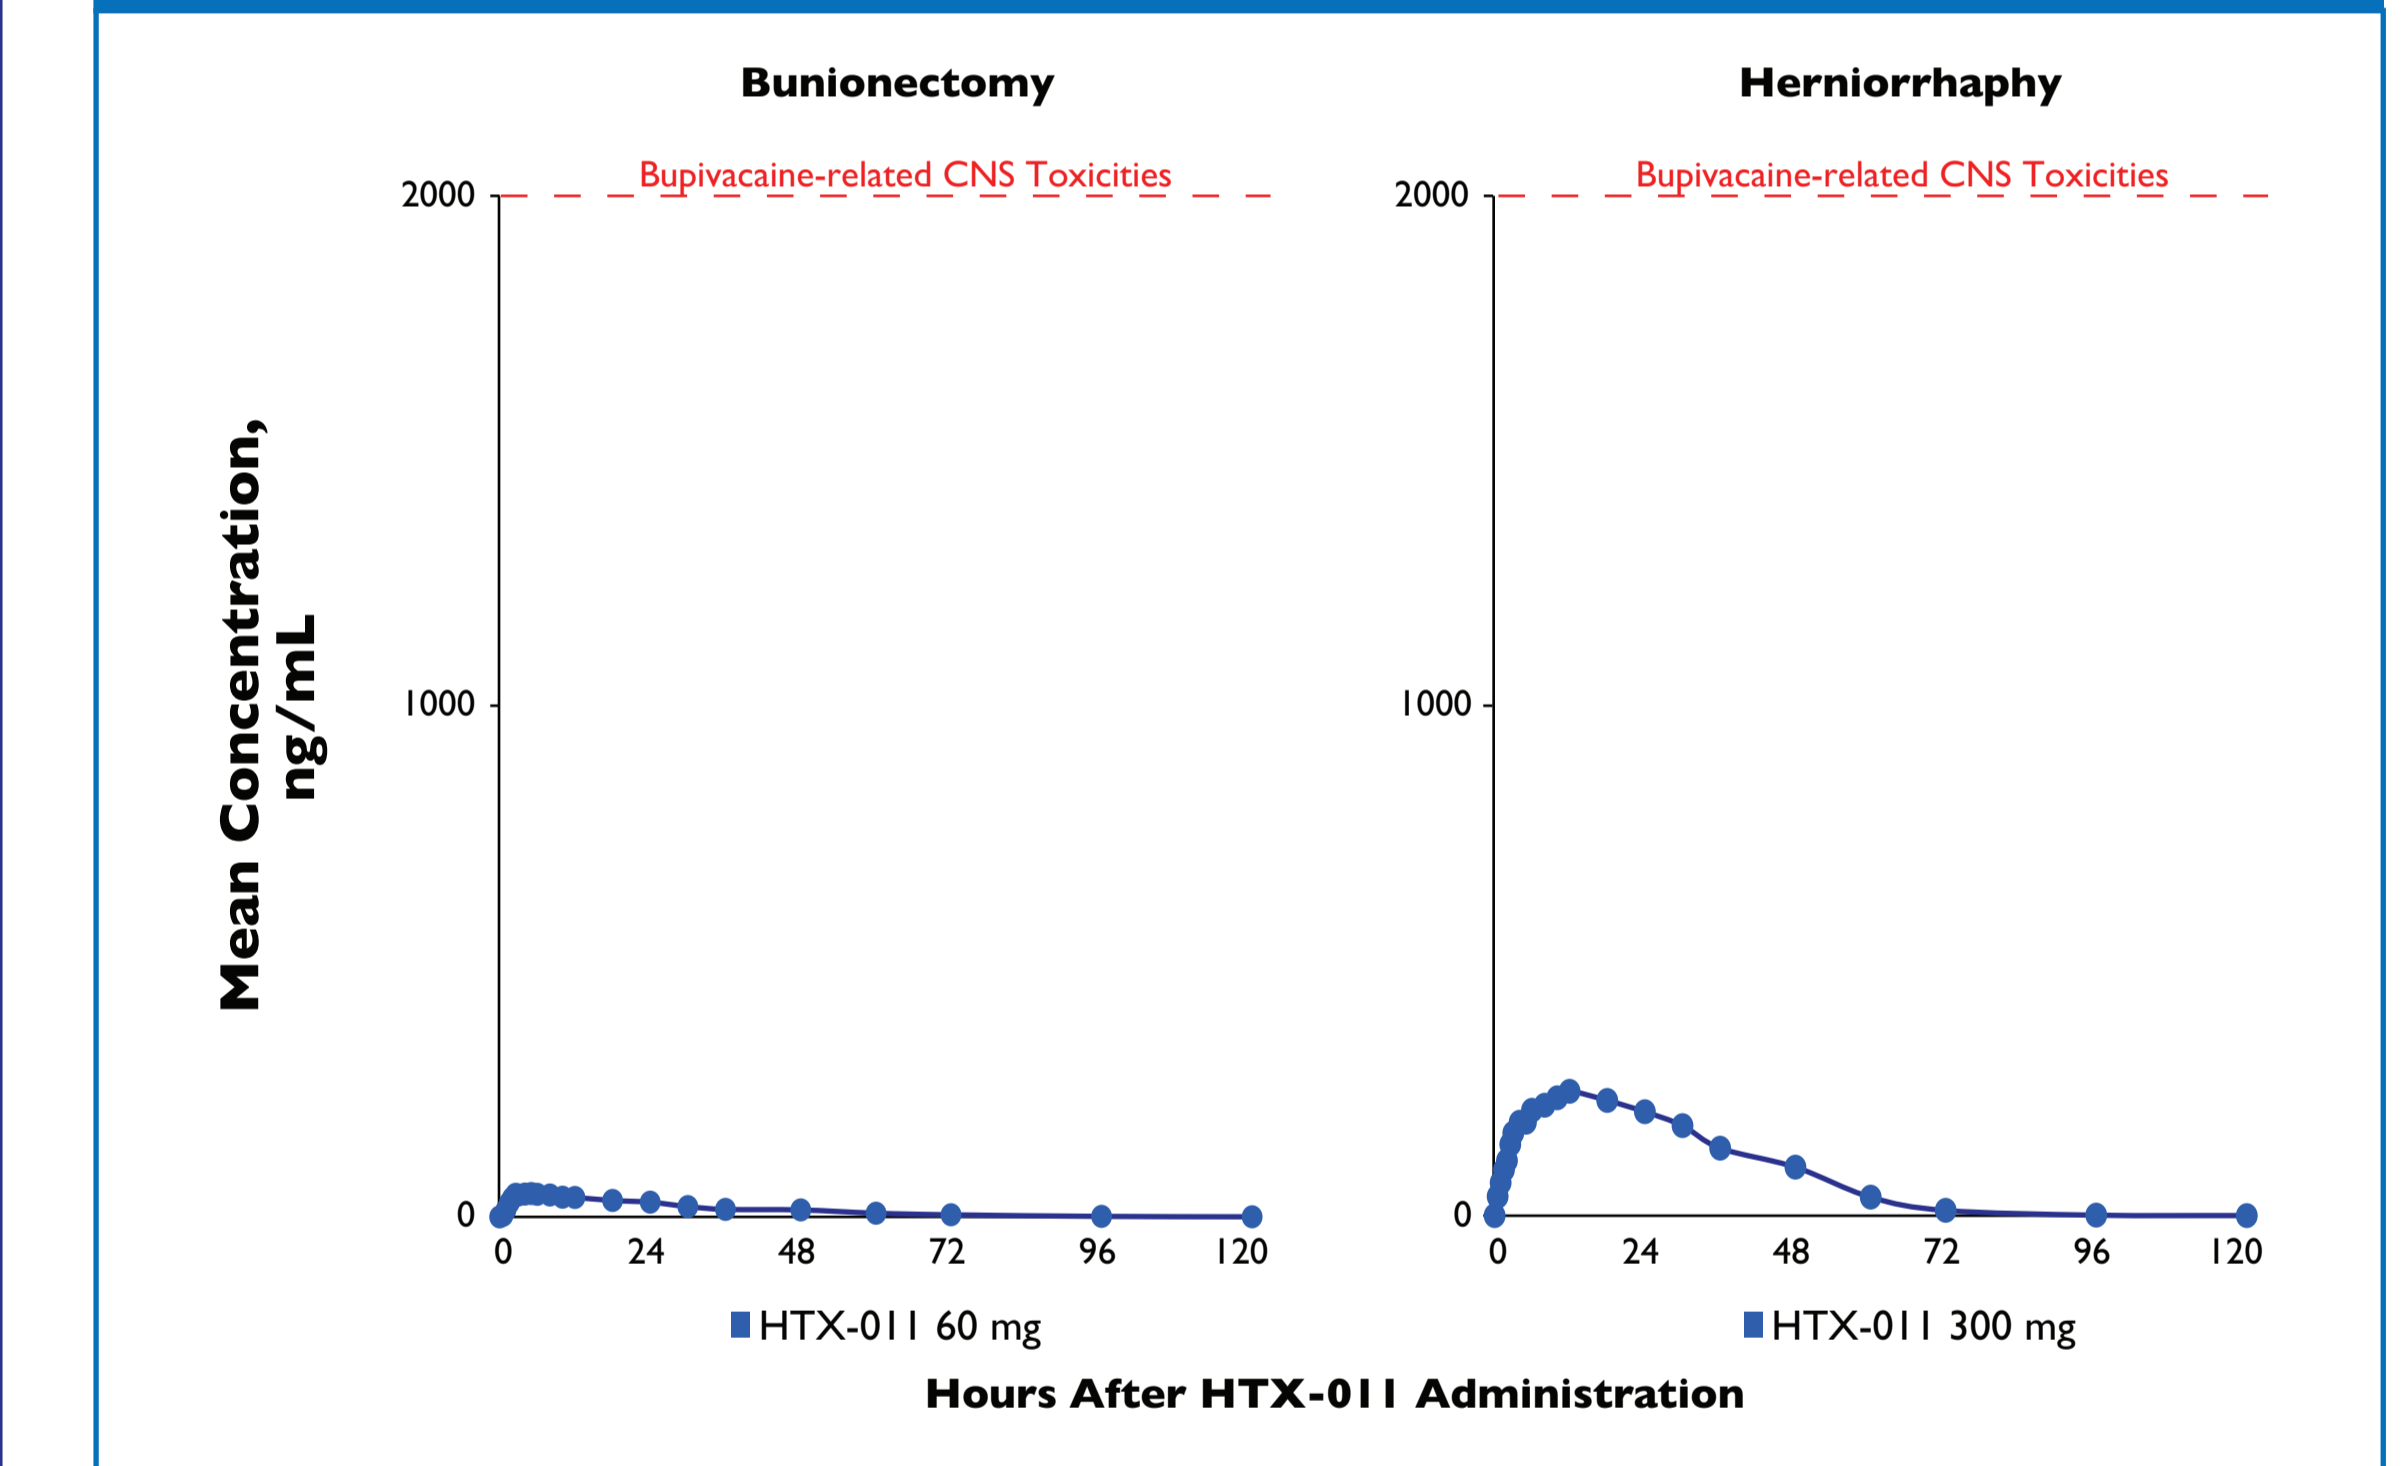 Bunionectomy
Bupivacaine-related CNS Toxicities
2000
1000
0
0 24 48 72 96 120
HTX-011 60 mg
Herniorrhaphy
Bupivacaine-related CNS Toxicities
2000
1000
0
0 24 48 72 96 120
HTX-011 300 mg
Mean Concentration,
ng/mL
Hours After HTX-011 Administration